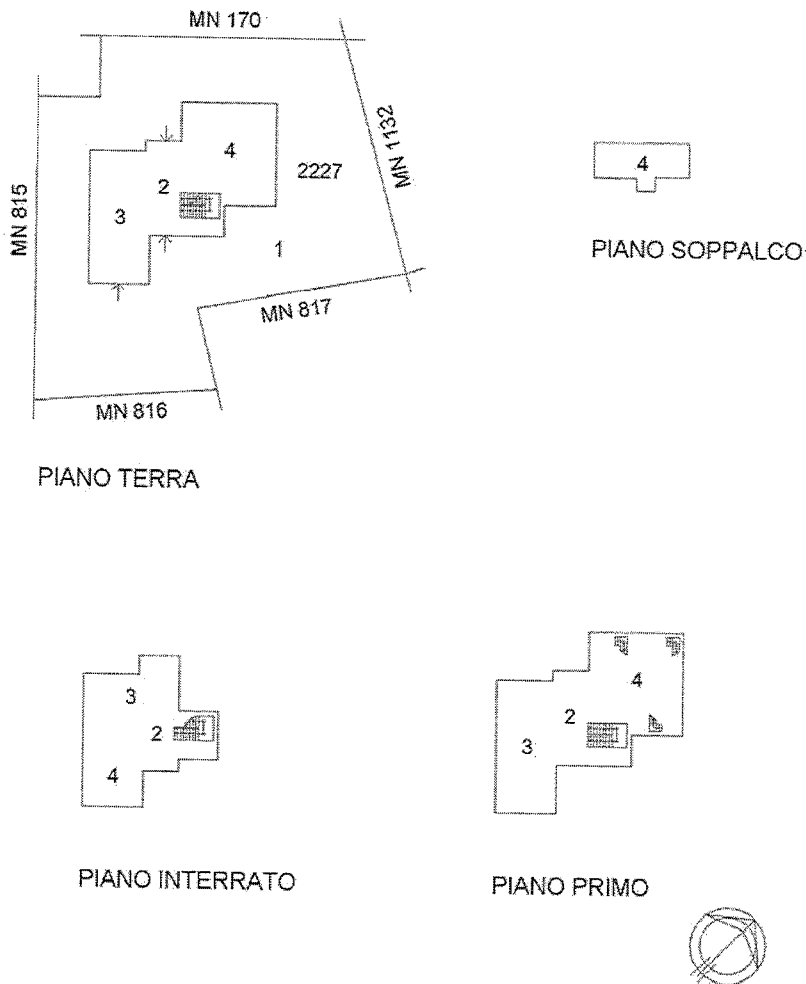 MN 170
MN 815
MN 1132
4
2
3
2227
1
MN 817
MN 816
PIANO TERRA
4
PIANO SOPPALCO
3
2
4
PIANO INTERRATO
4
2
3
PIANO PRIMO